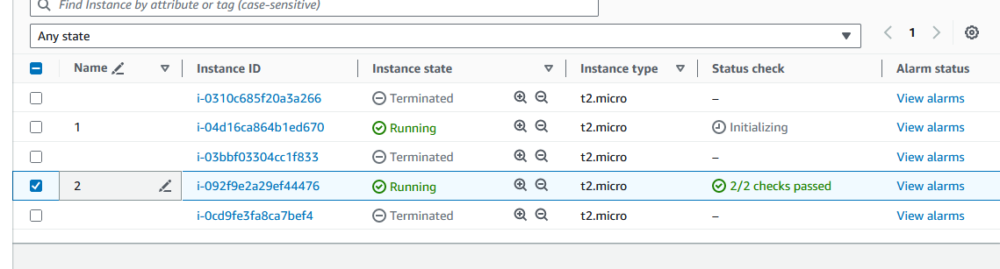 Find Instance by attribute or tag (case-sensitive)
Any state
1
Name Instance ID Instance state Instance type Status check Alarm status
i-0310c685f20a3a266 Terminated t2.micro – View alarms
1 i-04d16ca864b1ed670 Running t2.micro Initializing View alarms
i-03bbf03304cc1f833 Terminated t2.micro – View alarms
2 i-092f9e2a29ef44476 Running t2.micro 2/2 checks passed View alarms
i-0cd9fe3fa8ca7bef4 Terminated t2.micro – View alarms